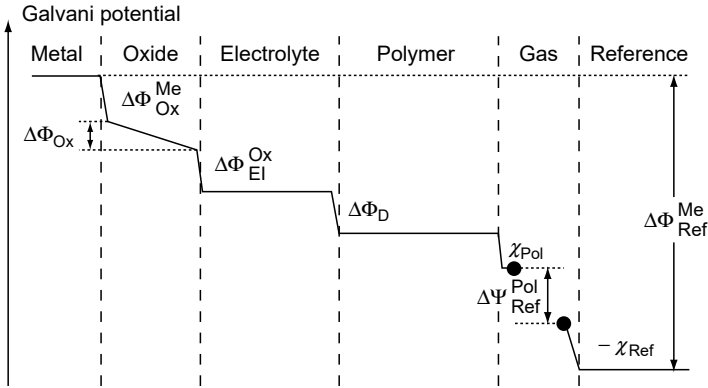 Galvani potential
Metal Oxide Electrolyte Polymer Gas Reference
ΔΦ Me Ox
ΔΦOx
ΔΦ Ox El
ΔΦD
ΔΦ Me Ref
χPol
ΔΨ Pol Ref
− χRef